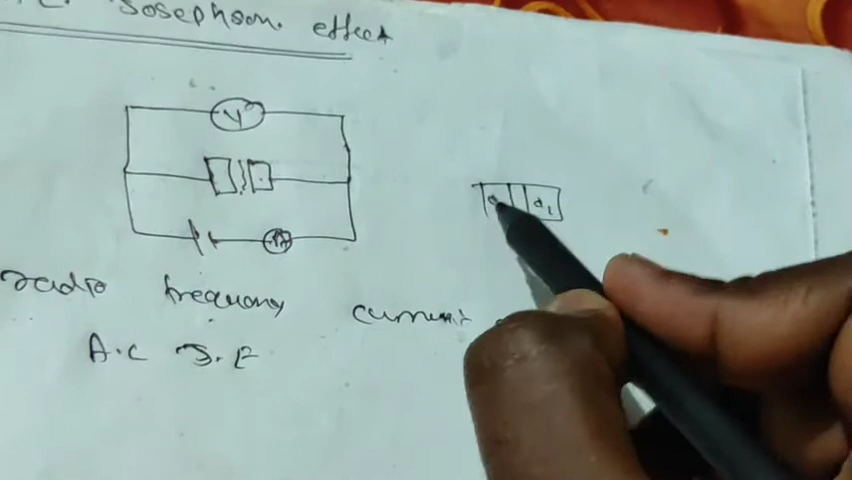 C. Josephson effect
V
A
a a
radio frequency current
A.C J.E